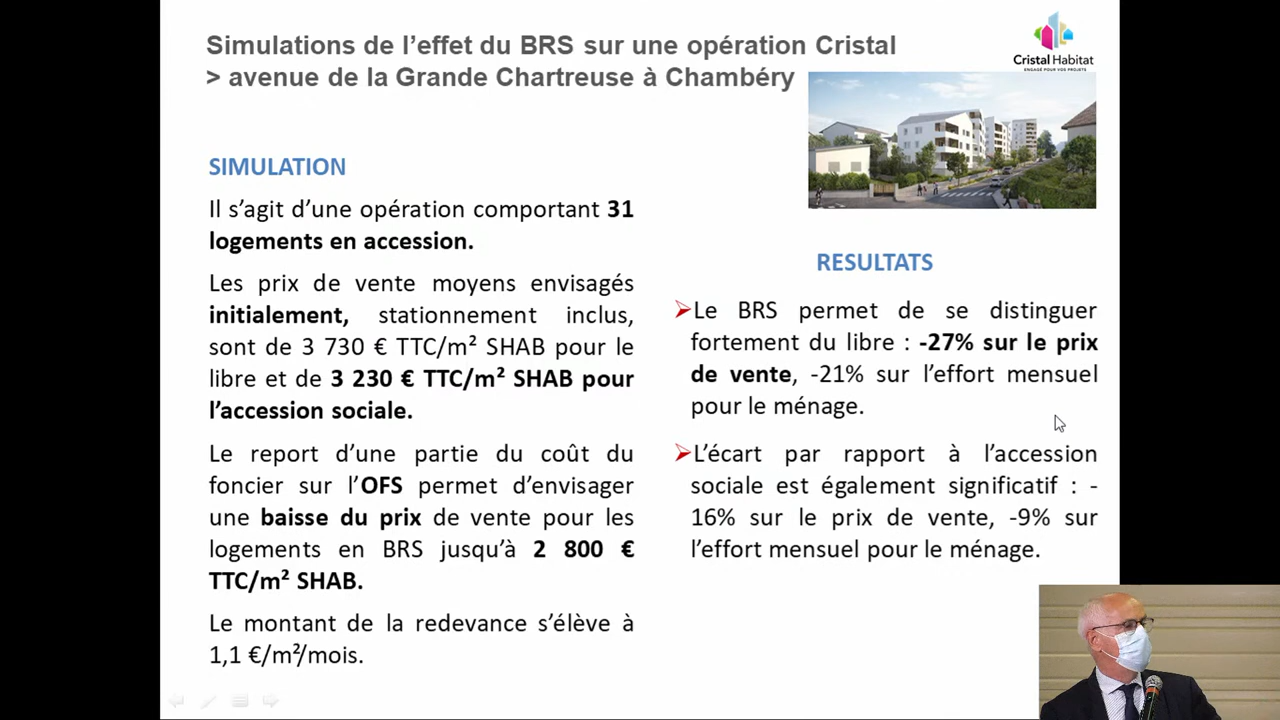 Simulations de l’effet du BRS sur une opération Cristal
> avenue de la Grande Chartreuse à Chambéry
Cristal Habitat
ENGAGÉ POUR VOS PROJETS
SIMULATION
Il s’agit d’une opération comportant 31
logements en accession.
Les prix de vente moyens envisagés
initialement, stationnement inclus,
sont de 3 730 € TTC/m² SHAB pour le
libre et de 3 230 € TTC/m² SHAB pour
l’accession sociale.
Le report d’une partie du coût du
foncier sur l’OFS permet d’envisager
une baisse du prix de vente pour les
logements en BRS jusqu’à 2 800 €
TTC/m² SHAB.
Le montant de la redevance s’élève à
1,1 €/m²/mois.
RESULTATS
Le BRS permet de se distinguer
fortement du libre : -27% sur le prix
de vente, -21% sur l’effort mensuel
pour le ménage.
L’écart par rapport à l’accession
sociale est également significatif : -
16% sur le prix de vente, -9% sur
l’effort mensuel pour le ménage.